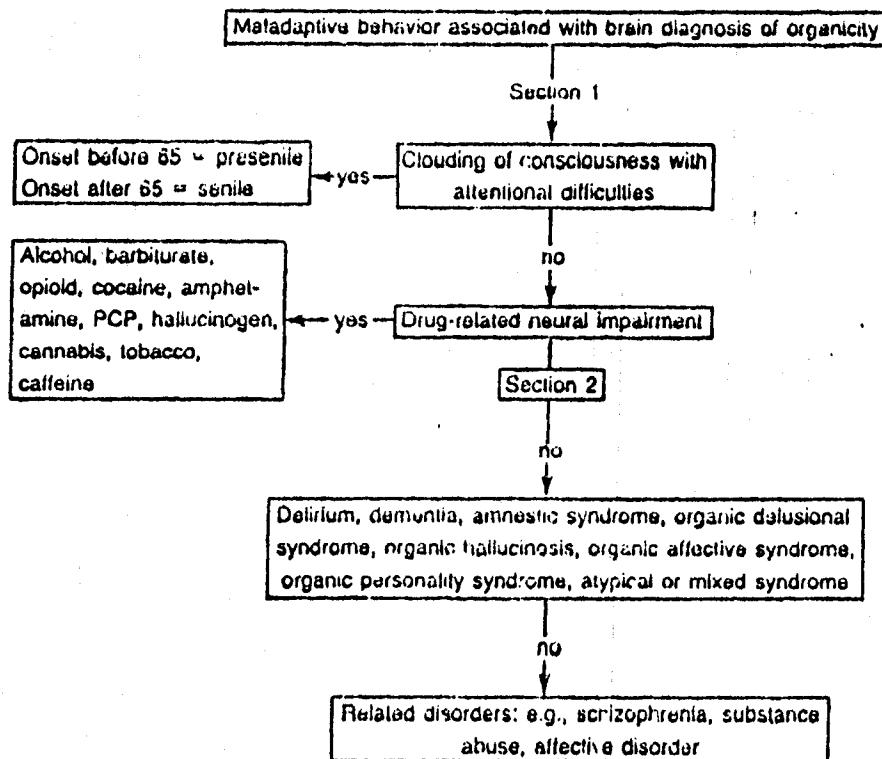 Maladaptive behavior associated with brain diagnosis of organicity
Section 1
Onset before 65 = presenile
Onset after 65 = senile
yes
Clouding of consciousness with
attentional difficulties
no
Alcohol, barbiturate,
opioid, cocaine, amphet-
amine, PCP, hallucinogen,
cannabis, tobacco,
caffeine
yes
Drug-related neural impairment
Section 2
no
Delirium, dementia, amnestic syndrome, organic delusional
syndrome, organic hallucinosis, organic affective syndrome,
organic personality syndrome, atypical or mixed syndrome
no
Related disorders: e.g., scrizophrenia, substance
abuse, affective disorder